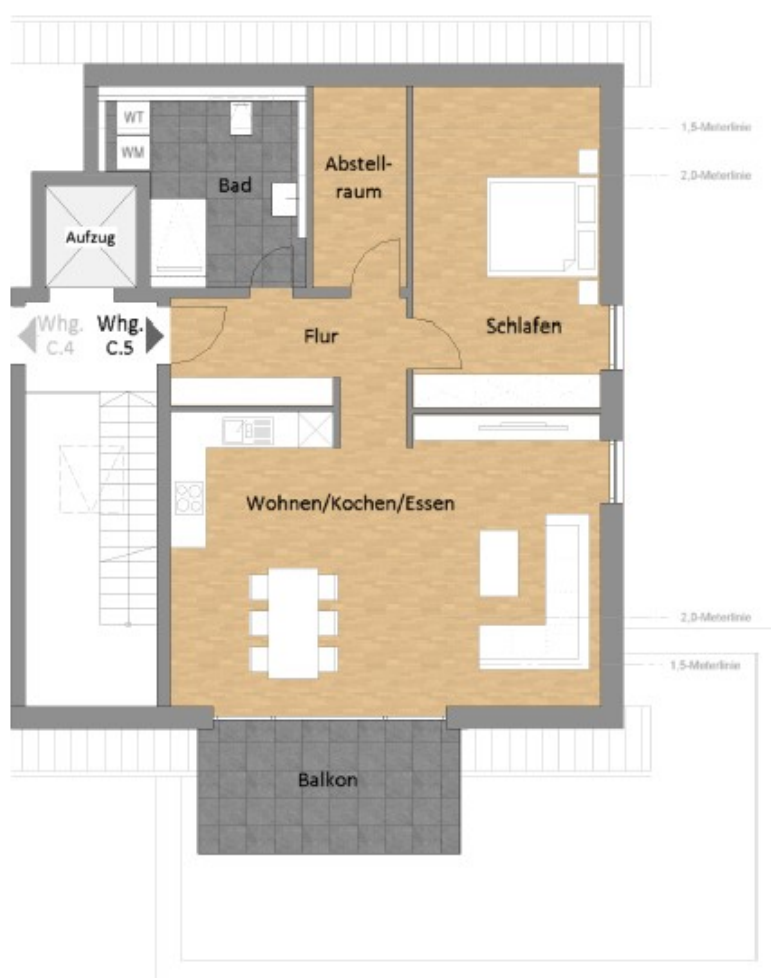 WT
1,5-Meterlinie
WM
Abstell-
raum
2,0-Meterlinie
Bad
Aufzug
Whg.
C.4
Whg.
C.5
Flur
Schlafen
Wohnen/Kochen/Essen
2,0-Meterlinie
1,5-Meterlinie
Balkon